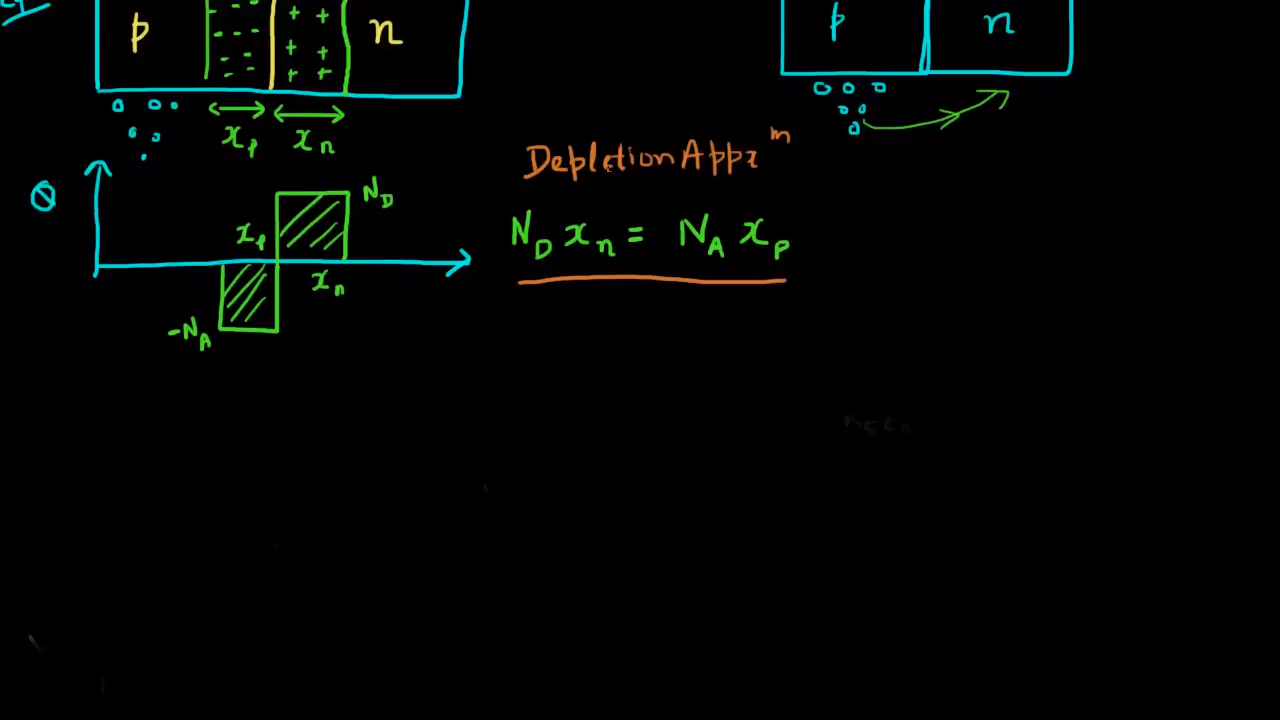 p n
- - - - - - -
+ + + + + +
p n
x_p x_n
Depletion Appx^m
Q
N_D
x_p
N_D x_n = N_A x_p
x_n
-N_A